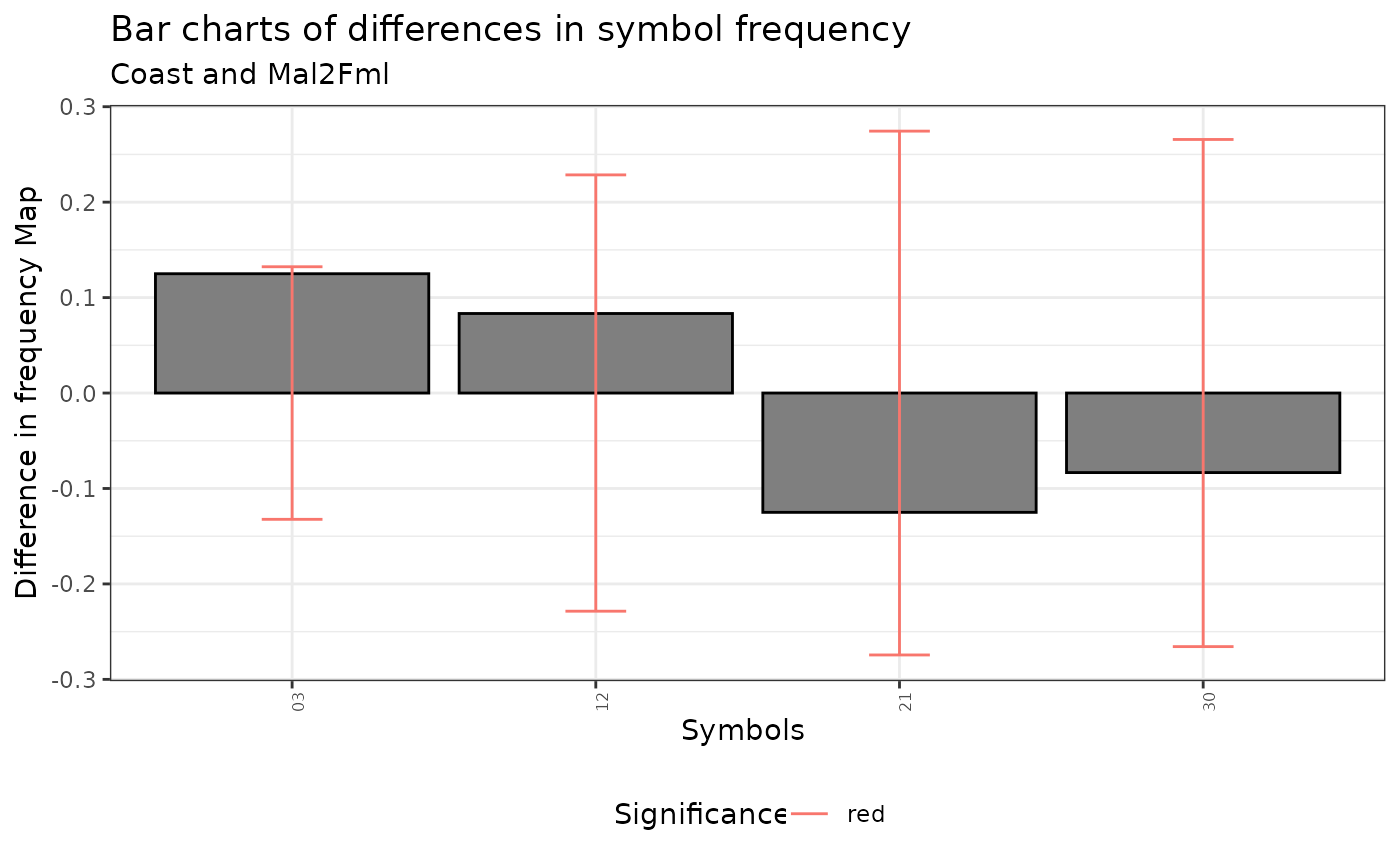 Bar charts of differences in symbol frequency
Coast and Mal2Fml
Difference in frequency Map
0.3
0.2
0.1
0.0
-0.1
-0.2
-0.3
03
12
21
30
Symbols
Significance
red